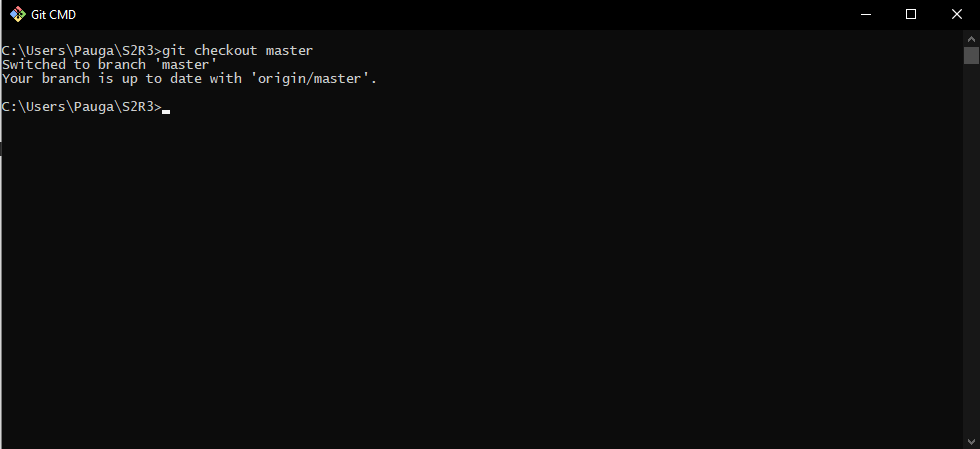 Git CMD
C:\Users\Pauga\S2R3>git checkout master
Switched to branch 'master'
Your branch is up to date with 'origin/master'.
C:\Users\Pauga\S2R3>